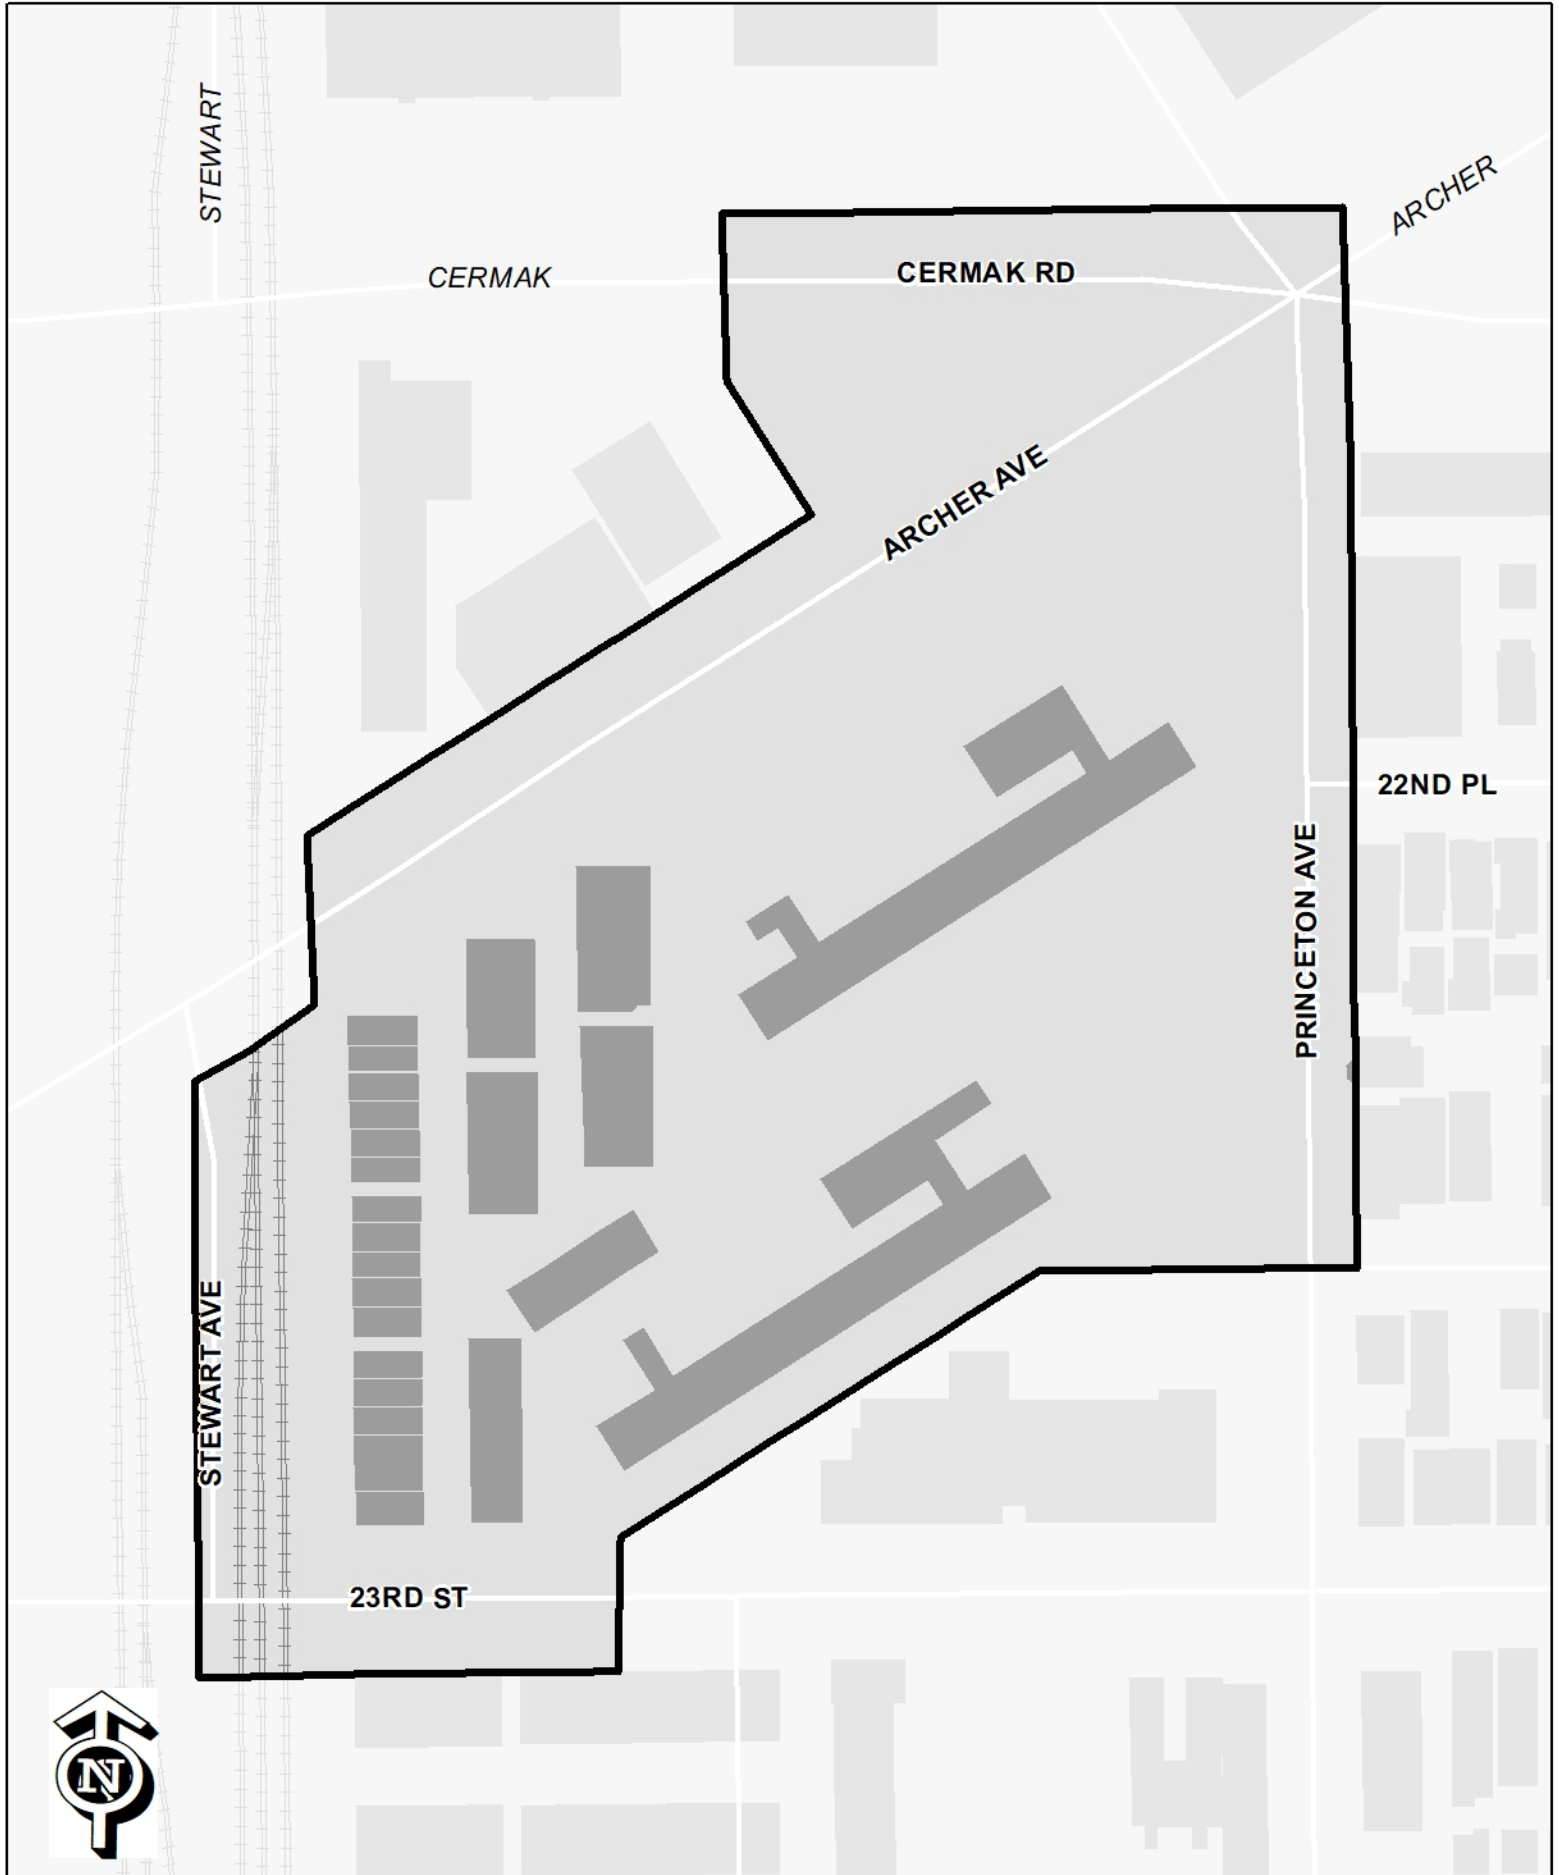 STEWART
ARCHER
CERMAK
CERMAK RD
ARCHER AVE
22ND PL
PRINCETON AVE
STEWART AVE
23RD ST
N